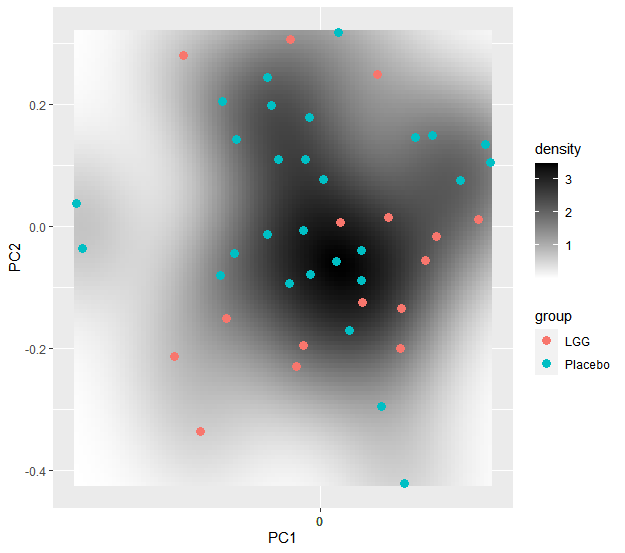 0.2
0.0
-0.2
-0.4
PC2
0
PC1
density
3
2
1
group
LGG
Placebo